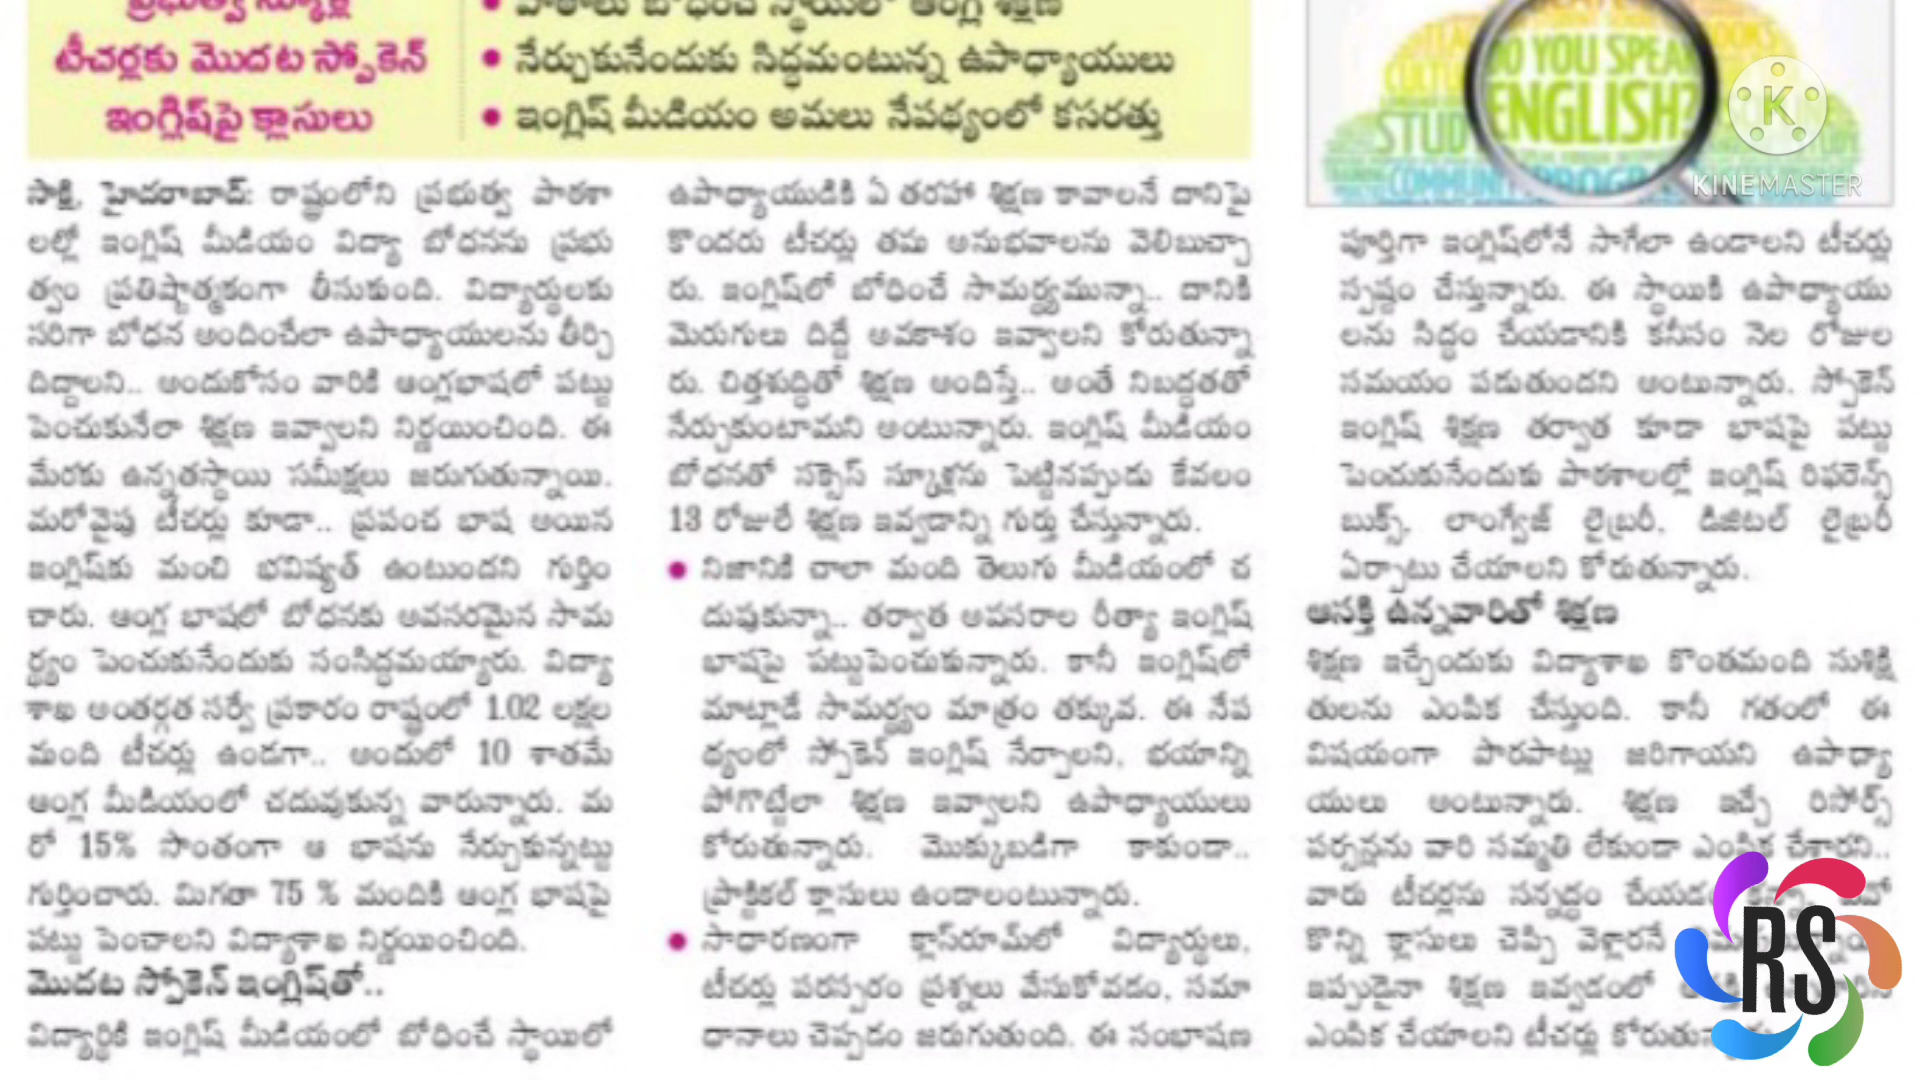 ప్రభుత్వ స్కూళ్ల
టీచర్లకు మొదట స్పోకెన్
ఇంగ్లిష్‌పై క్లాసులు
పాఠాలు బోధించే స్థాయిలో ఆంగ్ల శిక్షణ
నేర్చుకునేందుకు సిద్ధమంటున్న ఉపాధ్యాయులు
ఇంగ్లిష్ మీడియం అమలు నేపథ్యంలో కసరత్తు
సాక్షి, హైదరాబాద్: రాష్ట్రంలోని ప్రభుత్వ పాఠశా
లల్లో ఇంగ్లిష్ మీడియం విద్యా బోధనను ప్రభు
త్వం ప్రతిష్టాత్మకంగా తీసుకుంది. విద్యార్థులకు
సరిగా బోధన అందించేలా ఉపాధ్యాయులను తీర్చి
దిద్దాలని.. అందుకోసం వారికి ఆంగ్లభాషలో పట్టు
పెంచుకునేలా శిక్షణ ఇవ్వాలని నిర్ణయించింది. ఈ
మేరకు ఉన్నతస్థాయి సమీక్షలు జరుగుతున్నాయి.
మరోవైపు టీచర్లు కూడా.. ప్రపంచ భాష అయిన
ఇంగ్లిష్‌కు మంచి భవిష్యత్ ఉంటుందని గుర్తిం
చారు. ఆంగ్ల భాషలో బోధనకు అవసరమైన సామ
ర్థ్యం పెంచుకునేందుకు సంసిద్ధమయ్యారు. విద్యా
శాఖ అంతర్గత సర్వే ప్రకారం రాష్ట్రంలో 1.02 లక్షల
మంది టీచర్లు ఉండగా.. అందులో 10 శాతమే
ఆంగ్ల మీడియంలో చదువుకున్న వారున్నారు. మ
రో 15% సొంతంగా ఆ భాషను నేర్చుకున్నట్టు
గుర్తించారు. మిగతా 75 % మందికి ఆంగ్ల భాషపై
పట్టు పెంచాలని విద్యాశాఖ నిర్ణయించింది.
మొదట స్పోకెన్ ఇంగ్లిష్‌తో..
విద్యార్థికి ఇంగ్లిష్ మీడియంలో బోధించే స్థాయిలో
ఉపాధ్యాయుడికి ఏ తరహా శిక్షణ కావాలనే దానిపై
కొందరు టీచర్లు తమ అనుభవాలను వెలిబుచ్చా
రు. ఇంగ్లిష్‌లో బోధించే సామర్థ్యమున్నా.. దానికి
మెరుగులు దిద్దే అవకాశం ఇవ్వాలని కోరుతున్నా
రు. చిత్తశుద్ధితో శిక్షణ అందిస్తే.. అంతే నిబద్ధతతో
నేర్చుకుంటామని అంటున్నారు. ఇంగ్లిష్ మీడియం
బోధనతో సక్సెస్ స్కూళ్లను పెట్టినప్పుడు కేవలం
13 రోజులే శిక్షణ ఇవ్వడాన్ని గుర్తు చేస్తున్నారు.
నిజానికి చాలా మంది తెలుగు మీడియంలో చ
దువుకున్నా.. తర్వాత అవసరాల రీత్యా ఇంగ్లిష్
భాషపై పట్టుపెంచుకున్నారు. కానీ ఇంగ్లిష్‌లో
మాట్లాడే సామర్థ్యం మాత్రం తక్కువ. ఈ నేప
థ్యంలో స్పోకెన్ ఇంగ్లిష్ నేర్పాలని, భయాన్ని
పోగొట్టేలా శిక్షణ ఇవ్వాలని ఉపాధ్యాయులు
కోరుతున్నారు. మొక్కుబడిగా కాకుండా..
ప్రాక్టికల్ క్లాసులు ఉండాలంటున్నారు.
సాధారణంగా క్లాస్‌రూమ్‌లో విద్యార్థులు,
టీచర్లు పరస్పరం ప్రశ్నలు వేసుకోవడం, సమా
ధానాలు చెప్పడం జరుగుతుంది. ఈ సంభాషణ
DO YOU SPEAK
ENGLISH?
KINEMASTER
పూర్తిగా ఇంగ్లిష్‌లోనే సాగేలా ఉండాలని టీచర్లు
స్పష్టం చేస్తున్నారు. ఈ స్థాయికి ఉపాధ్యాయు
లను సిద్ధం చేయడానికి కనీసం నెల రోజుల
సమయం పడుతుందని అంటున్నారు. స్పోకెన్
ఇంగ్లిష్ శిక్షణ తర్వాత కూడా భాషపై పట్టు
పెంచుకునేందుకు పాఠశాలల్లో ఇంగ్లిష్ రిఫరెన్స్
బుక్స్, లాంగ్వేజ్ లైబ్రరీ, డిజిటల్ లైబ్రరీ
ఏర్పాటు చేయాలని కోరుతున్నారు.
ఆసక్తి ఉన్నవారితో శిక్షణ
శిక్షణ ఇచ్చేందుకు విద్యాశాఖ కొంతమంది సుశిక్షి
తులను ఎంపిక చేస్తుంది. కానీ గతంలో ఈ
విషయంగా పొరపాట్లు జరిగాయని ఉపాధ్యా
యులు అంటున్నారు. శిక్షణ ఇచ్చే రిసోర్స్
పర్సన్లను వారి సమ్మతి లేకుండా ఎంపిక చేశారని..
వారు టీచర్లను సన్నద్ధం చేయడం
కొన్ని క్లాసులు చెప్పి వెళ్లారనే
ఇప్పుడైనా శిక్షణ ఇవ్వడంలో
ఎంపిక చేయాలని టీచర్లు
RS